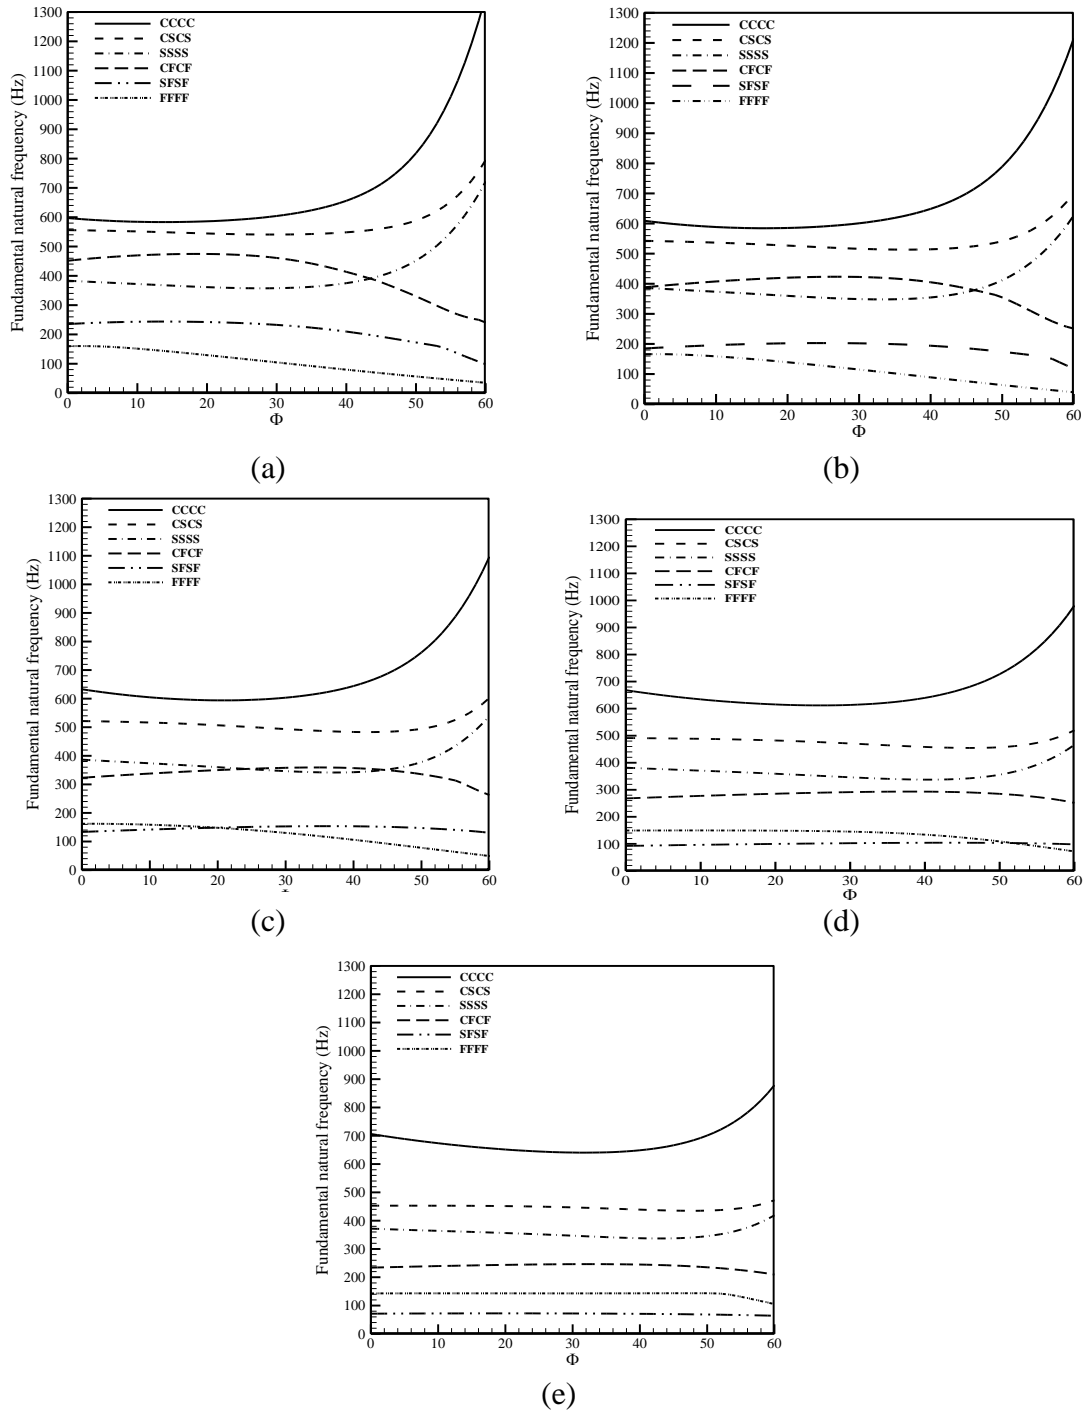 1300
1200
1100
1000
900
800
700
600
500
400
300
200
100
0
Fundamental natural frequency (Hz)
CCCC
CSCS
SSSS
CFCF
SFSF
FFFF
0 10 20 30 40 50 60
Φ
(a)
1300
1200
1100
1000
900
800
700
600
500
400
300
200
100
0
Fundamental natural frequency (Hz)
CCCC
CSCS
SSSS
CFCF
SFSF
FFFF
0 10 20 30 40 50 60
Φ
(b)
1300
1200
1100
1000
900
800
700
600
500
400
300
200
100
0
Fundamental natural frequency (Hz)
CCCC
CSCS
SSSS
CFCF
SFSF
FFFF
0 10 20 30 40 50 60
(c)
1300
1200
1100
1000
900
800
700
600
500
400
300
200
100
0
Fundamental natural frequency (Hz)
CCCC
CSCS
SSSS
CFCF
SFSF
FFFF
0 10 20 30 40 50 60
Φ
(d)
1300
1200
1100
1000
900
800
700
600
500
400
300
200
100
0
Fundamental natural frequency (Hz)
CCCC
CSCS
SSSS
CFCF
SFSF
FFFF
0 10 20 30 40 50 60
Φ
(e)